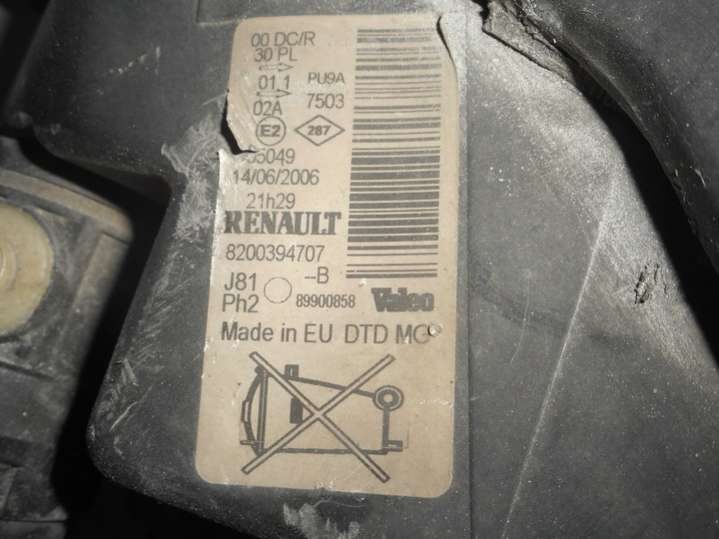 00 DC/R
30 PL
01 1 PU9A
02A 7503
E2 287
5049
14/06/2006
21h29
RENAULT
8200394707
J81 --B
Ph2 89900858 Valeo
Made in EU DTD MC